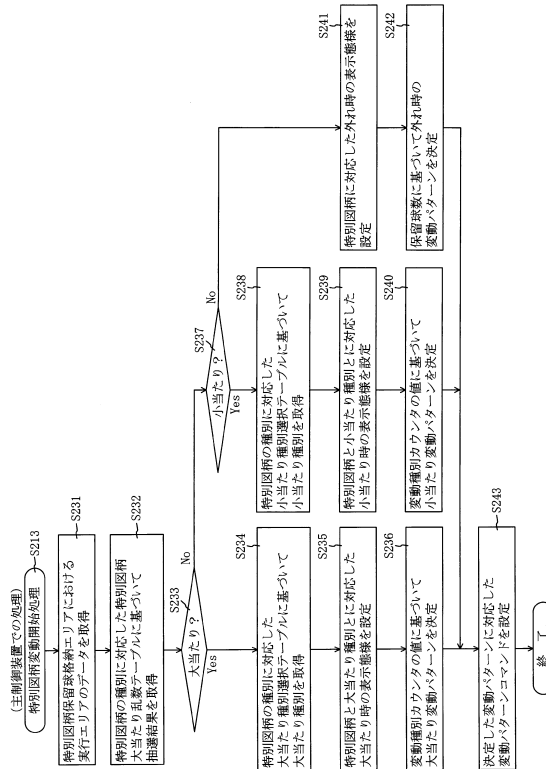 (主制御装置での処理)
特別図柄変動開始処理
S213
特別図柄保留球格納エリアにおける
実行エリアのデータを取得
S231
特別図柄の種別に対応した特別図柄
大当たり乱数テーブルに基づいて
抽選結果を取得
S232
大当たり?
S233
Yes
No
特別図柄の種別に対応した
大当たり種別選択テーブルに基づいて
大当たり種別を取得
S234
特別図柄と大当たり種別とに対応した
大当たり時の表示態様を設定
S235
変動種別カウンタの値に基づいて
大当たり変動パターンを決定
S236
小当たり?
S237
Yes
No
特別図柄の種別に対応した
小当たり種別選択テーブルに基づいて
小当たり種別を取得
S238
特別図柄と小当たり種別とに対応した
小当たり時の表示態様を設定
S239
変動種別カウンタの値に基づいて
小当たり変動パターンを決定
S240
特別図柄に対応した外れ時の表示態様を
設定
S241
保留球数に基づいて外れ時の
変動パターンを決定
S242
決定した変動パターンに対応した
変動パターンコマンドを設定
S243
終了